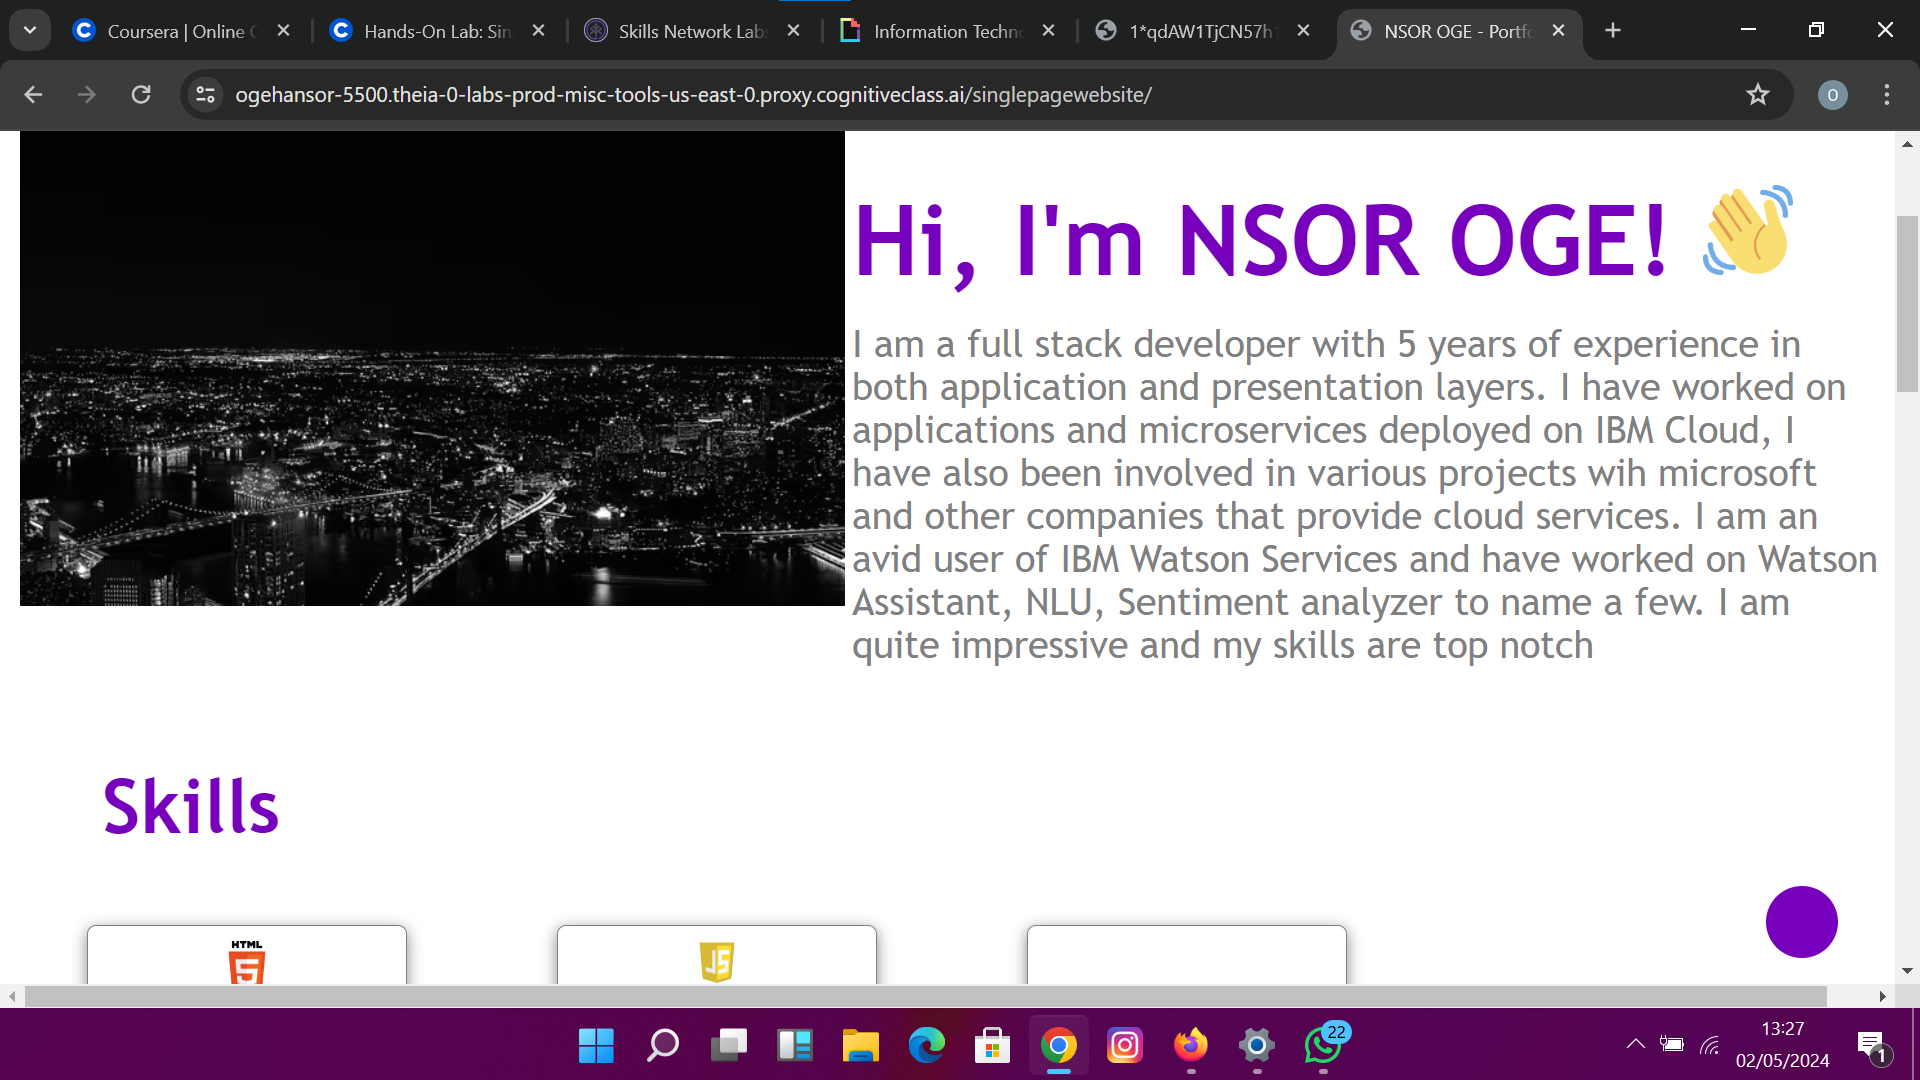 Coursera | Online C
Hands-On Lab: Sin
Skills Network Lab
Information Techn
1*qdAW1TjCN57h
NSOR OGE - Portf
ogehansor-5500.theia-0-labs-prod-misc-tools-us-east-0.proxy.cognitiveclass.ai/singlepagewebsite/
O
Hi, I'm NSOR OGE! 👋
I am a full stack developer with 5 years of experience in
both application and presentation layers. I have worked on
applications and microservices deployed on IBM Cloud, I
have also been involved in various projects wih microsoft
and other companies that provide cloud services. I am an
avid user of IBM Watson Services and have worked on Watson
Assistant, NLU, Sentiment analyzer to name a few. I am
quite impressive and my skills are top notch
Skills
HTML
5
JS
22
13:27
02/05/2024
1